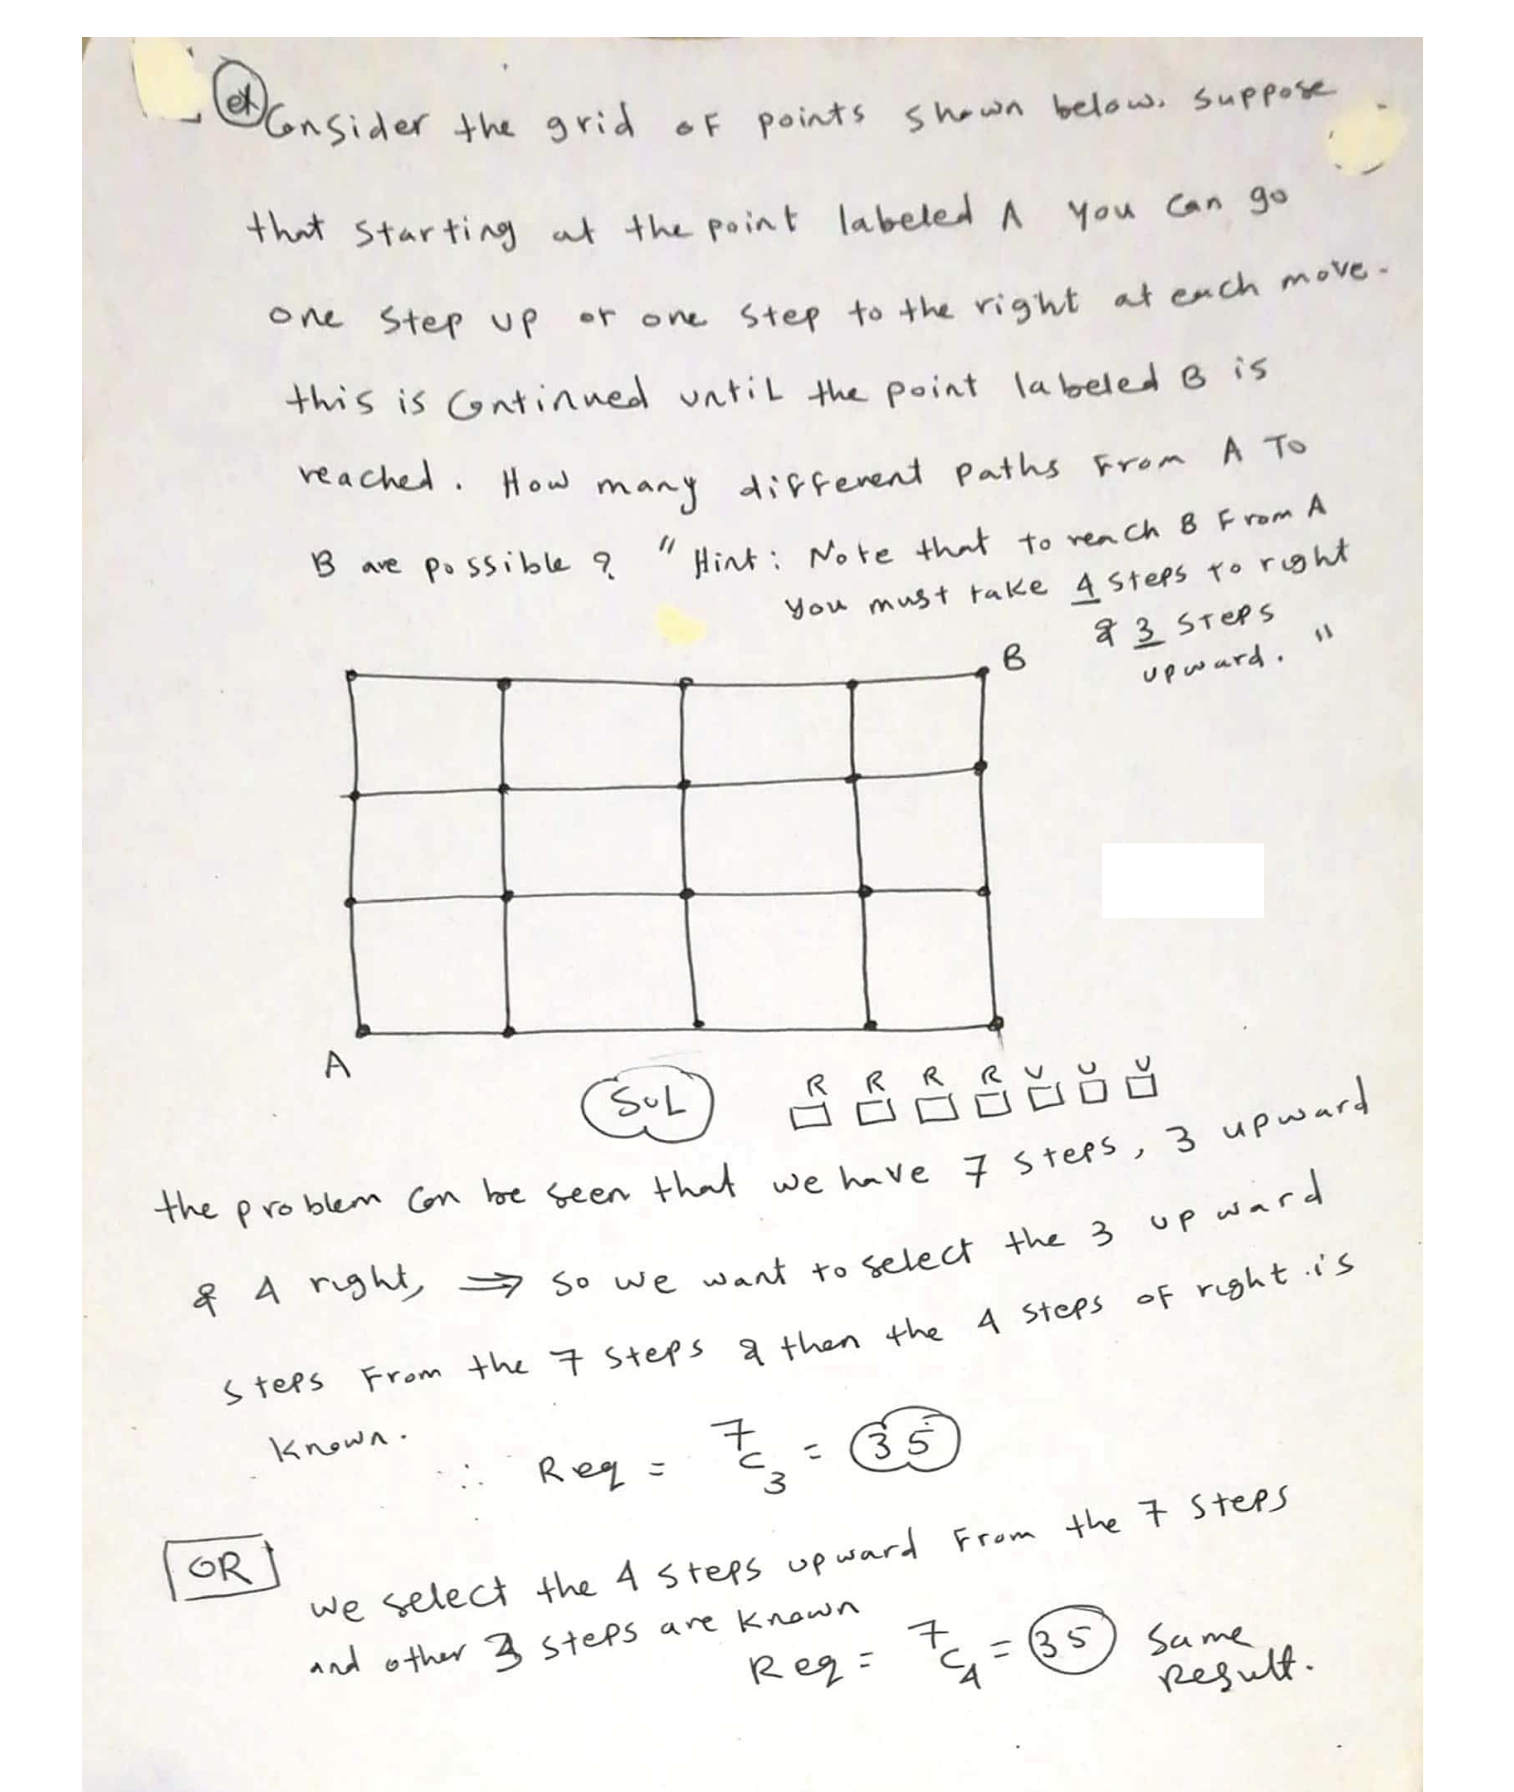 ex Consider the grid of points shown below. suppose
that starting at the point labeled A you can go
one step up or one step to the right at each move.
this is continued until the point labeled B is
reached. How many different paths from A To
B are possible ? " Hint : Note that to reach B From A
you must take 4 steps to right
& 3 steps
upward. "
B
A
SOL
R R R R U U U
the problem can be seen that we have 7 steps, 3 upward
& 4 right, ⇒ so we want to select the 3 upward
steps From the 7 steps & then the 4 steps of right is
known.
∴ Req = 7C3 = 35
OR
we select the 4 steps upward From the 7 steps
and other 3 steps are known
Req = 7C4 = 35 same
Result.